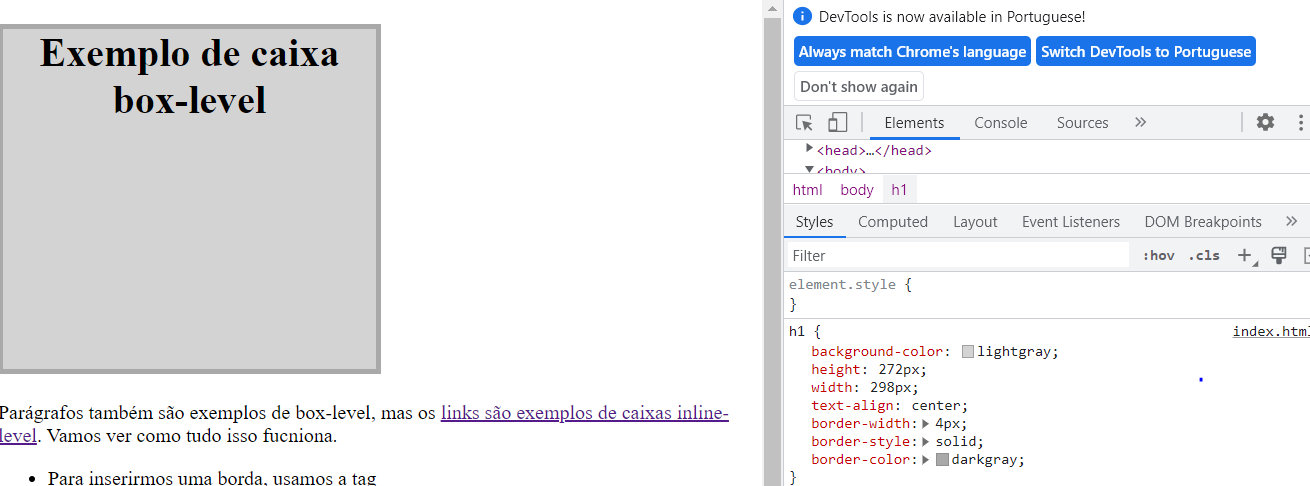 Exemplo de caixa
box-level
Parágrafos também são exemplos de box-level, mas os links são exemplos de caixas inline-
level. Vamos ver como tudo isso fucniona.
• Para inserirmos uma borda, usamos a tag
DevTools is now available in Portuguese!
Always match Chrome's language
Switch DevTools to Portuguese
Don't show again
Elements Console Sources »
<head>…</head>
<body>
html body h1
Styles Computed Layout Event Listeners DOM Breakpoints »
Filter :hov .cls +
element.style {
}
h1 { index.html
background-color: lightgray;
height: 272px;
width: 298px;
text-align: center;
border-width: 4px;
border-style: solid;
border-color: darkgray;
}